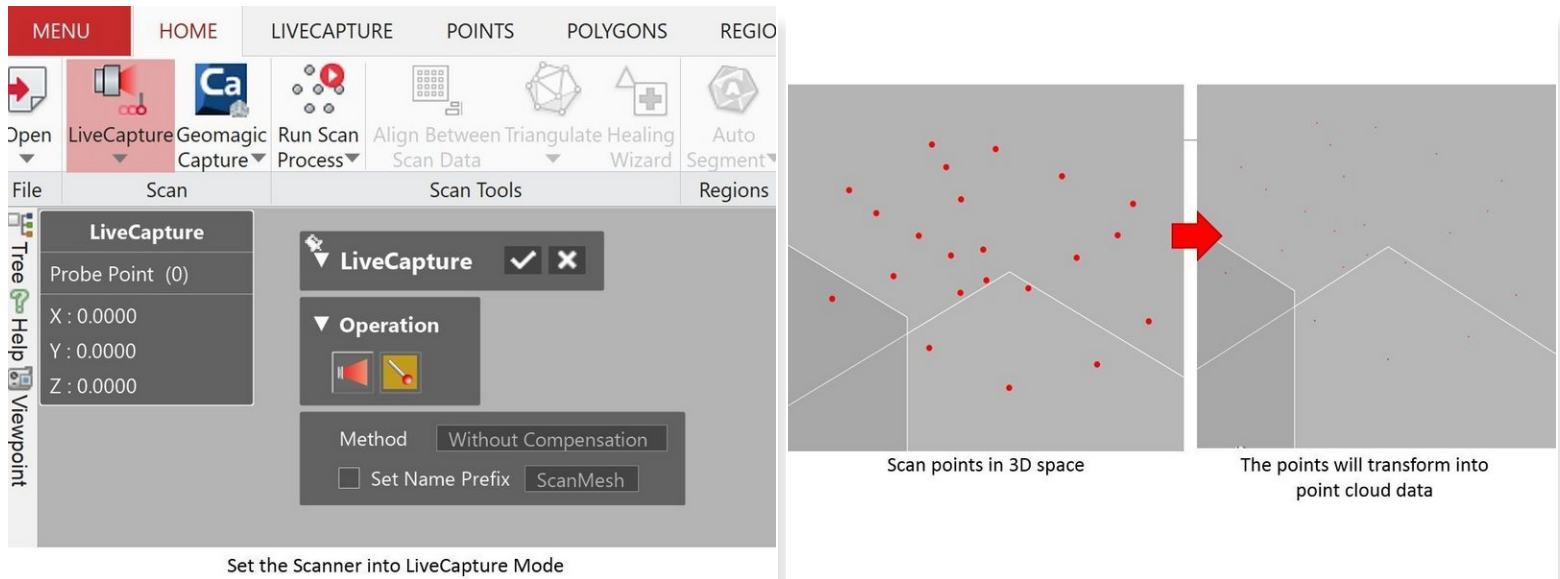 MENU HOME LIVECAPTURE POINTS POLYGONS REGIO
Ca
Open LiveCapture Geomagic Run Scan Align Between Triangulate Healing Auto
Capture Process Scan Data Wizard Segment
File Scan Scan Tools Regions
Tree
Help
Viewpoint
LiveCapture
Probe Point (0)
X : 0.0000
Y : 0.0000
Z : 0.0000
LiveCapture
Operation
Method Without Compensation
Set Name Prefix ScanMesh
Set the Scanner into LiveCapture Mode
Scan points in 3D space
The points will transform into
point cloud data